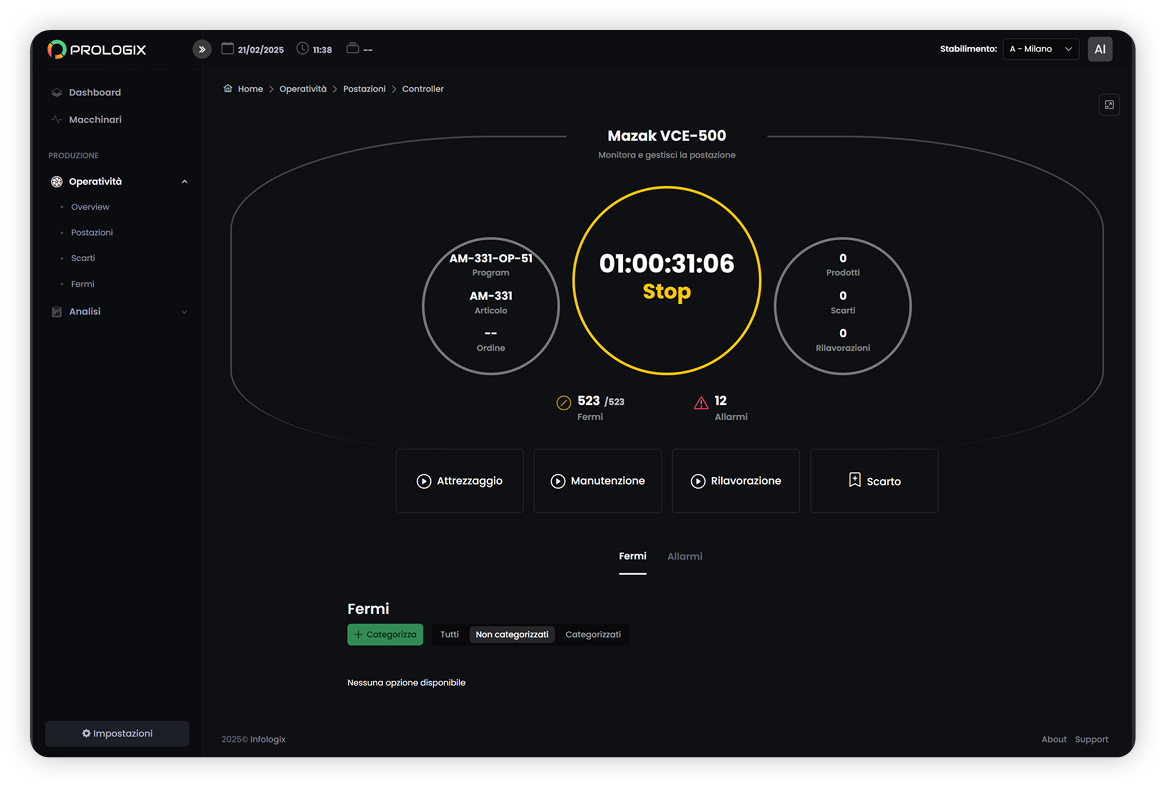 PROLOGIX
21/02/2025 11:38 --
Stabilimento: A - Milano AI
Dashboard
Macchinari
PRODUZIONE
Operatività
Overview
Postazioni
Scarti
Fermi
Analisi
Impostazioni
Home Operatività Postazioni Controller
Mazak VCE-500
Monitora e gestisci la postazione
AM-331-OP-51
Program
AM-331
Articolo
--
Ordine
01:00:31:06
Stop
0
Prodotti
0
Scarti
0
Rilavorazioni
523 /523
Fermi
12
Allarmi
Attrezzaggio
Manutenzione
Rilavorazione
Scarto
Fermi Allarmi
Fermi
+ Categorizza Tutti Non categorizzati Categorizzati
Nessuna opzione disponibile
2025© Infologix
About Support